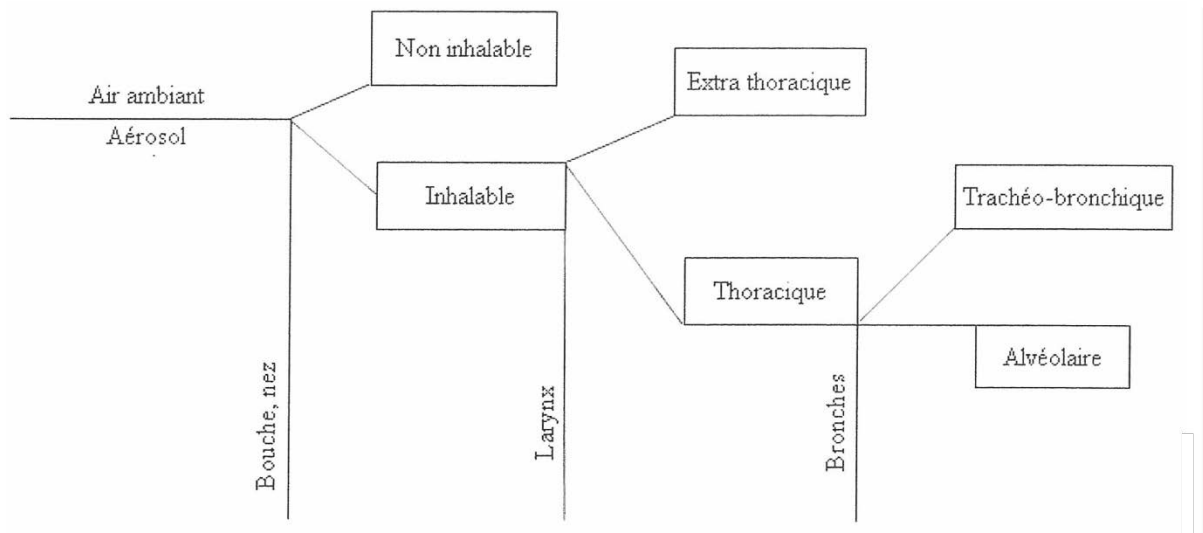 Non inhalable
Extra thoracique
Air ambiant
Aérosol
Inhalable
Trachéo-bronchique
Thoracique
Alvéolaire
Bouche, nez
Larynx
Bronches